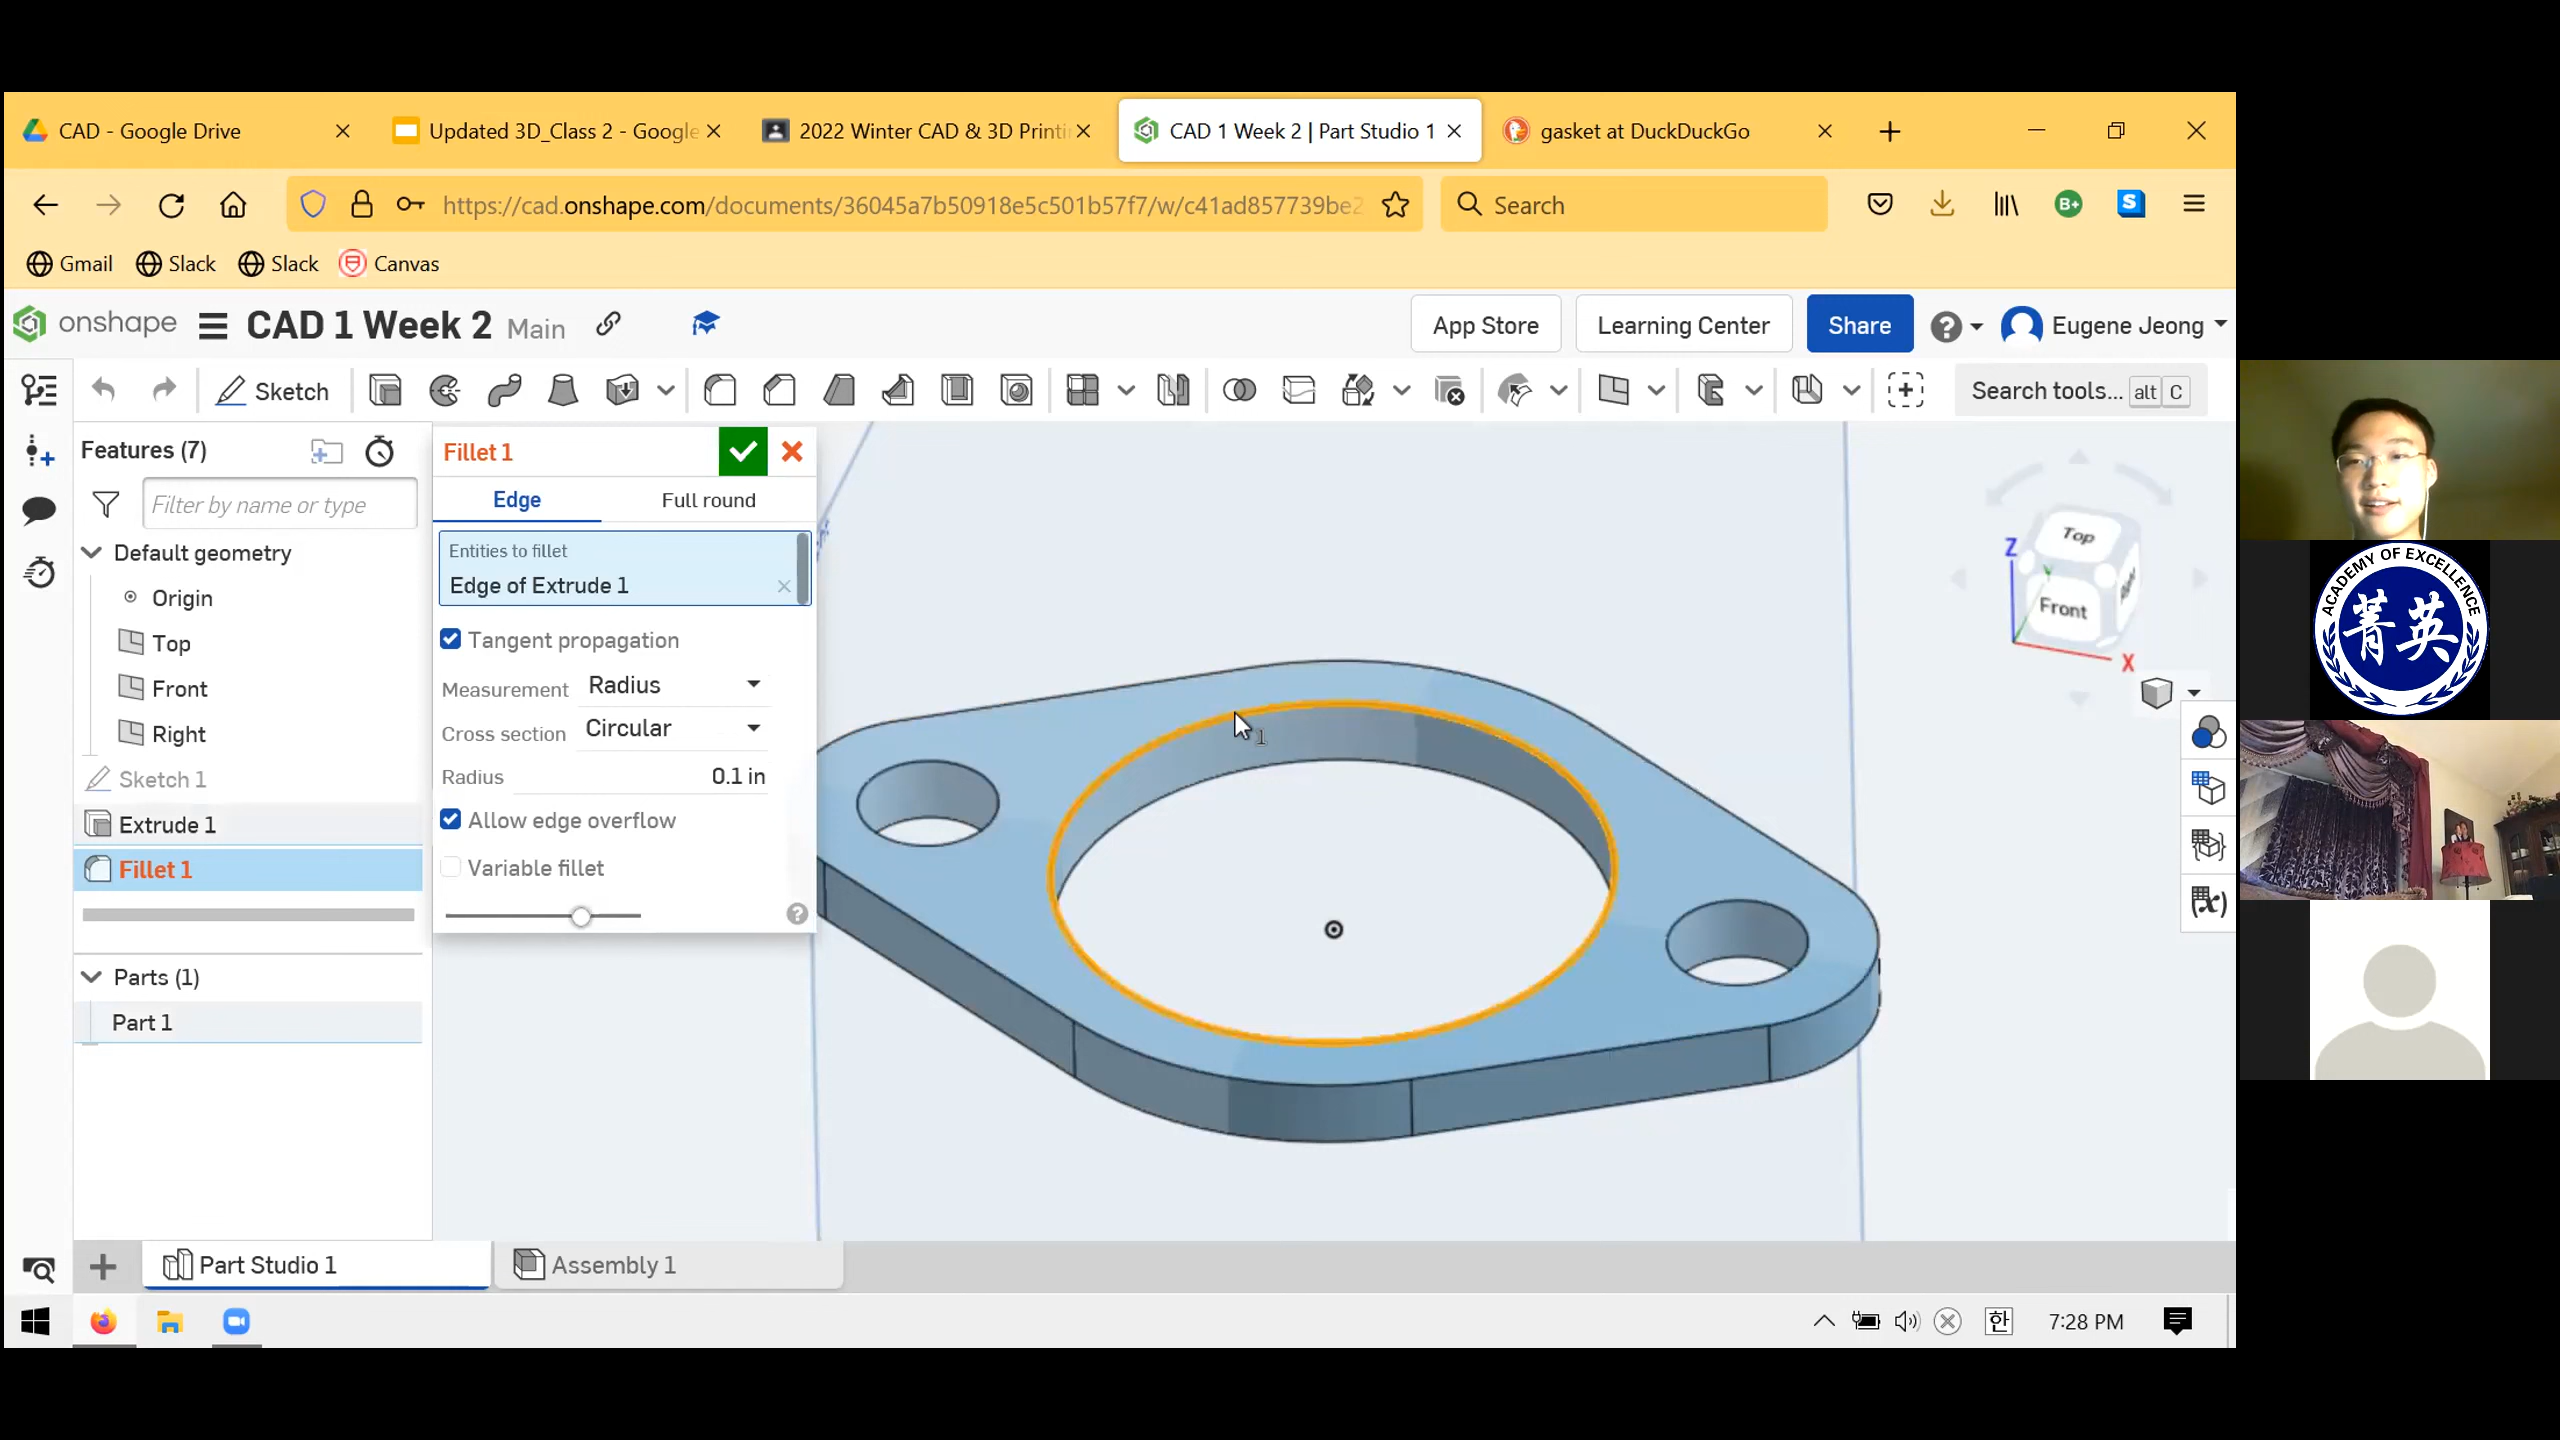 CAD - Google Drive
Updated 3D_Class 2 - Google
2022 Winter CAD & 3D Printi
CAD 1 Week 2 | Part Studio 1
gasket at DuckDuckGo
https://cad.onshape.com/documents/36045a7b50918e5c501b57f7/w/c41ad857739be2
Search
B+
S
Gmail
Slack
Slack
Canvas
onshape
CAD 1 Week 2
Main
App Store
Learning Center
Share
Eugene Jeong
Sketch
Search tools... alt C
Features (7)
Filter by name or type
Default geometry
Origin
Top
Front
Right
Sketch 1
Extrude 1
Fillet 1
Parts (1)
Part 1
Fillet 1
Edge
Full round
Entities to fillet
Edge of Extrude 1
Tangent propagation
Measurement Radius
Cross section Circular
Radius 0.1 in
Allow edge overflow
Variable fillet
1
Z
Top
Front
Right
X
(x)
Part Studio 1
Assembly 1
한
7:28 PM
ACADEMY OF EXCELLENCE
菁英